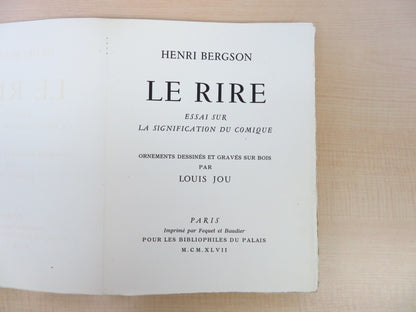 HENRI BERGSON
LE RIRE
ESSAI SUR
LA SIGNIFICATION DU COMIQUE
ORNEMENTS DESSINÉS ET GRAVÉS SUR BOIS
PAR
LOUIS JOU
PARIS
Imprimé par Fequet et Baudier
POUR LES BIBLIOPHILES DU PALAIS
M.CM.XLVII